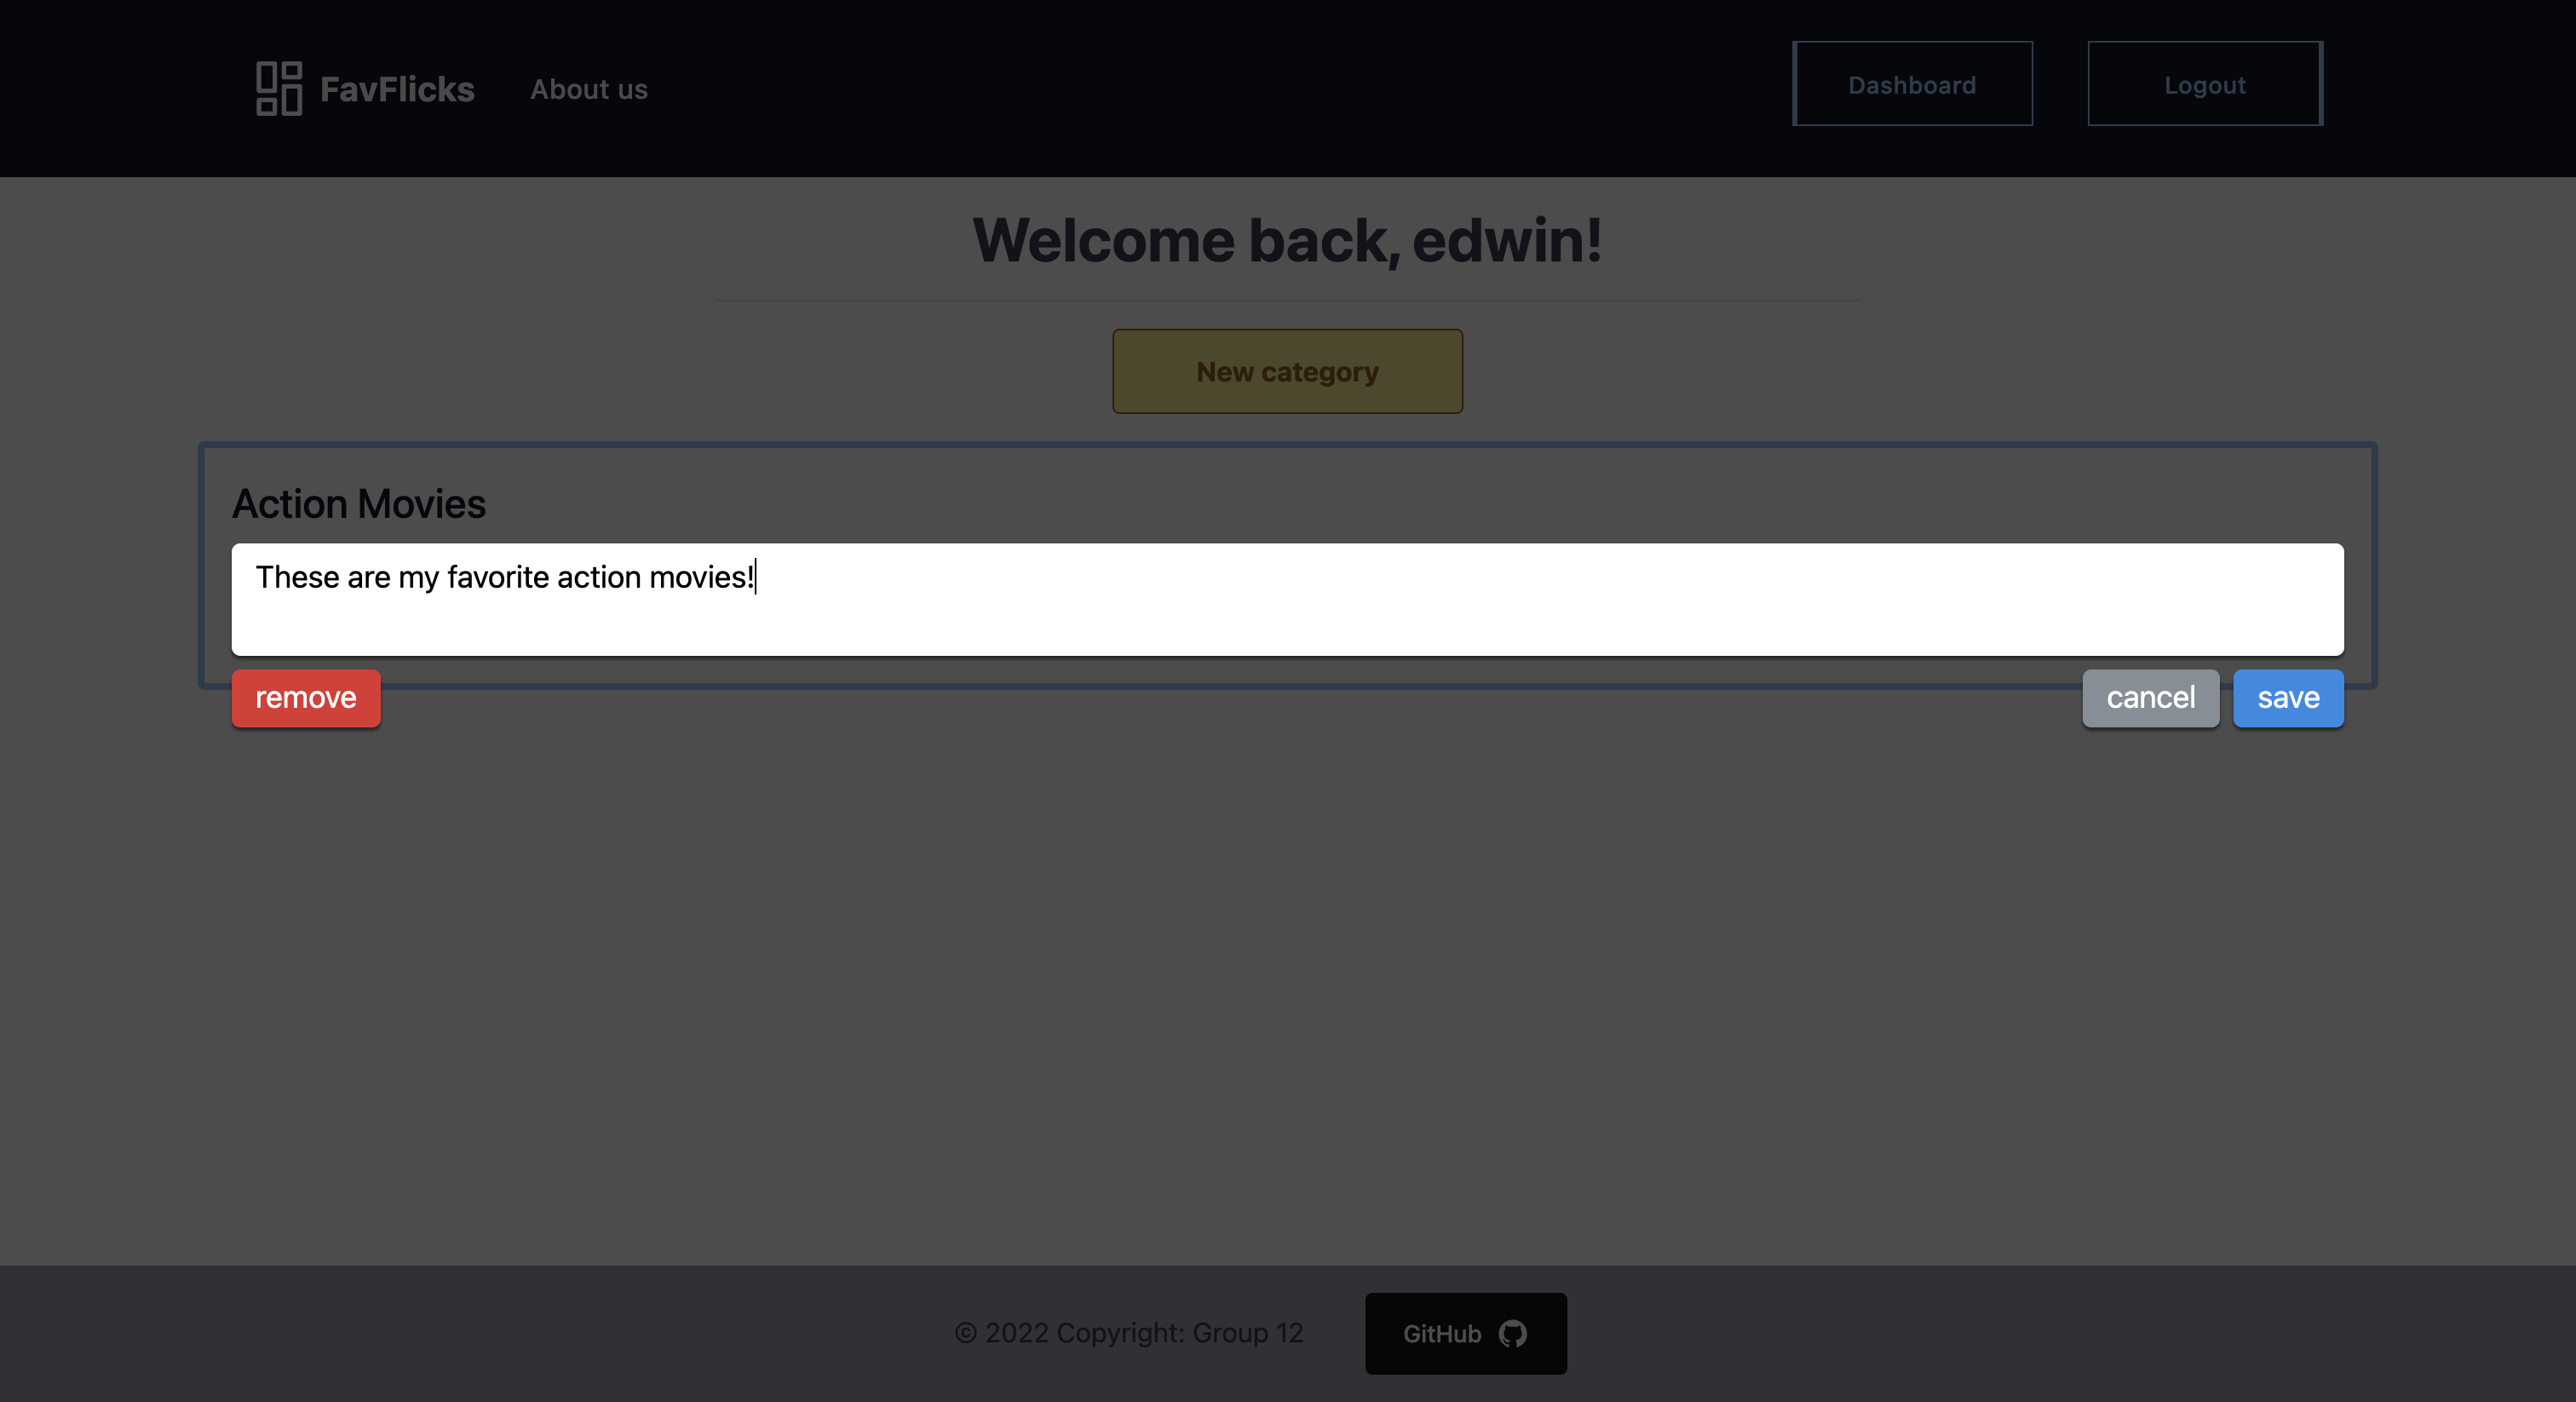 FavFlicks About us Dashboard Logout
Welcome back, edwin!
New category
Action Movies
These are my favorite action movies!
remove cancel save
© 2022 Copyright: Group 12 GitHub